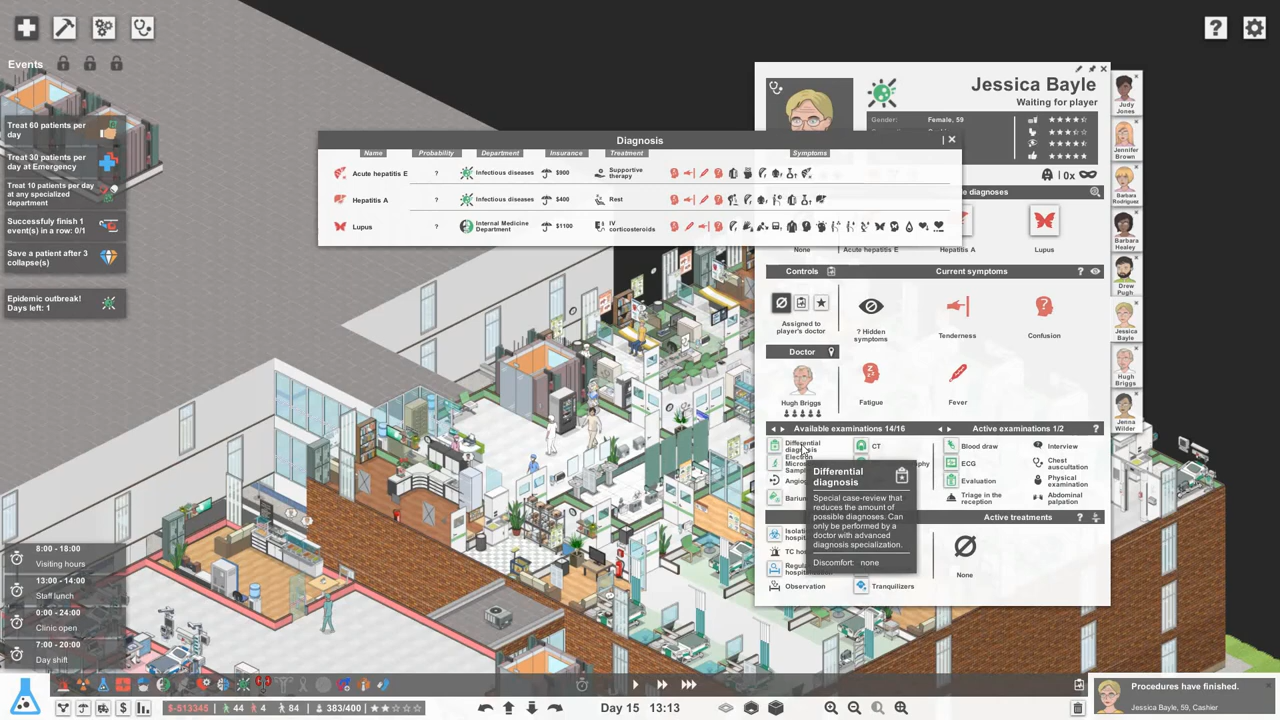 Events
Treat 60 patients per
day
Treat 30 patients
per day at Emergency
Treat 10 patients per day
at any specialized
department
Successfuly finish 1
event(s) in a row: 0/1
Save a patient after 3
collapse(s)
Epidemic outbreak!
Days left: 1
Diagnosis
Name Probability Department Insurance Treatment Symptoms
Acute hepatitis E ? Infectious diseases $900 Supportive
therapy
Hepatitis A ? Infectious diseases $400 Rest
Lupus ? Internal Medicine
Department $1100 IV
corticosteroids
Jessica Bayle
Waiting for player
Gender: Female, 59
0x
e diagnoses
None Acute hepatitis E Hepatitis A Lupus
Controls Current symptoms ?
Assigned to
player's doctor
? Hidden
symptoms
Tenderness
Confusion
Doctor
Hugh Briggs
Fatigue
Fever
Available examinations 14/16 Active examinations 1/2 ?
Differential
diagnosis
CT
Blood draw
Interview
Electron
ECG
Chest
auscultation
Evaluation
Physical
examination
Triage in the
reception
Abdominal
palpation
Differential
diagnosis
Special case-review that
reduces the amount of
possible diagnoses. Can
only be performed by a
doctor with advanced
diagnosis specialization.
Discomfort: none
Active treatments ?
None
Observation
Tranquilizers
Judy
Jones
Jennifer
Brown
Barbara
Rodgers
Barbara
Healey
Drew
Pugh
Jessica
Bayle
Hugh
Briggs
Jenna
Wilder
8:00 - 18:00
Visiting hours
13:00 - 14:00
Staff lunch
0:00 - 24:00
Clinic open
7:00 - 20:00
Day shift
$-513345 44 4 84 383/400
Day 15 13:13
Procedures have finished.
Jessica Bayle, 59, Cashier